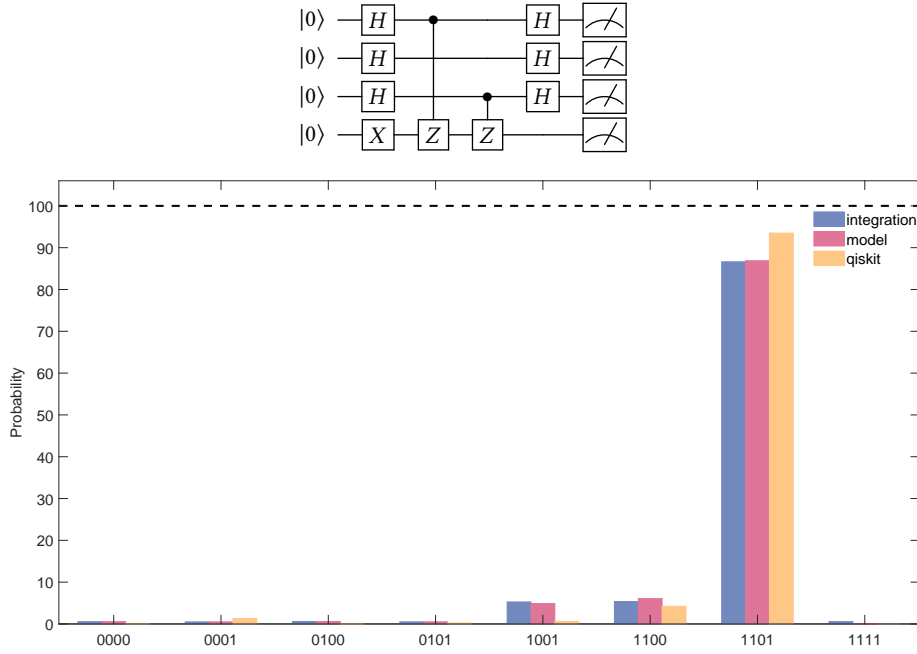 |0⟩ H H
|0⟩ H H
|0⟩ H H
|0⟩ X Z Z
100
90
80
70
60
50
40
30
20
10
0
Probability
integration
model
qiskit
0000 0001 0100 0101 1001 1100 1101 1111